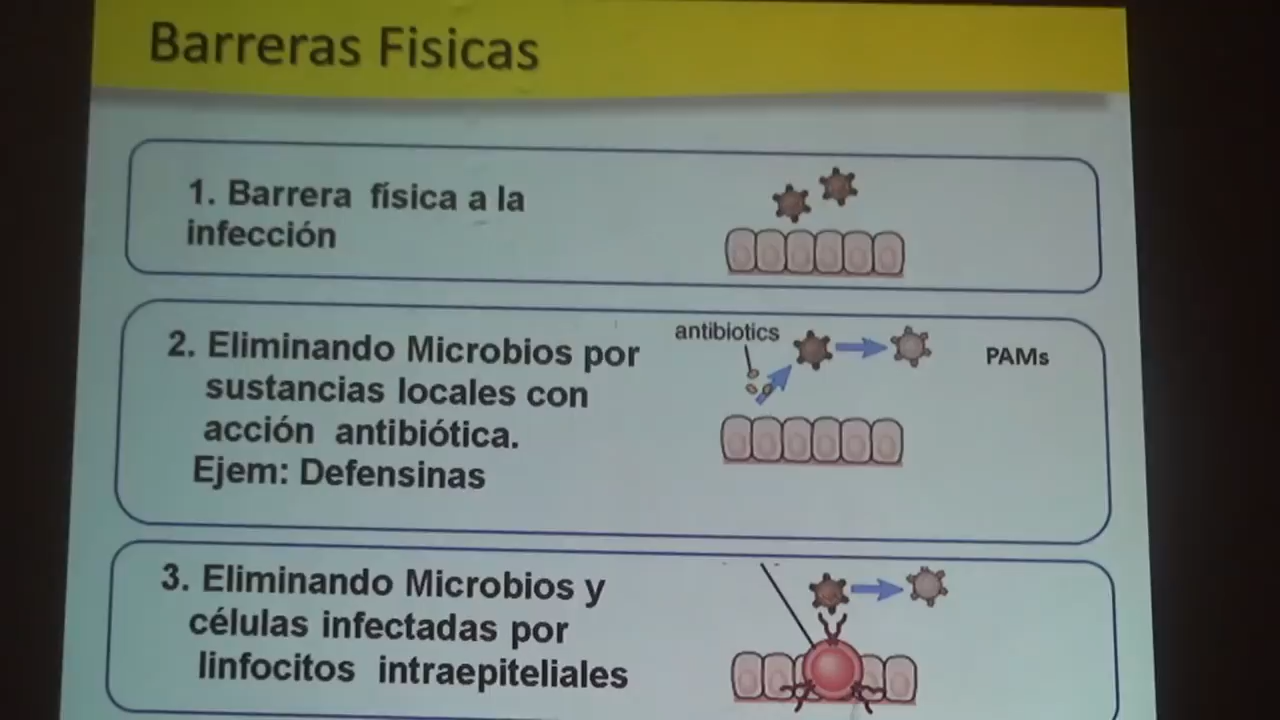 Barreras Fisicas
1. Barrera física a la
infección
2. Eliminando Microbios por
sustancias locales con
acción antibiótica.
Ejem: Defensinas
antibiotics
PAMs
3. Eliminando Microbios y
células infectadas por
linfocitos intraepiteliales